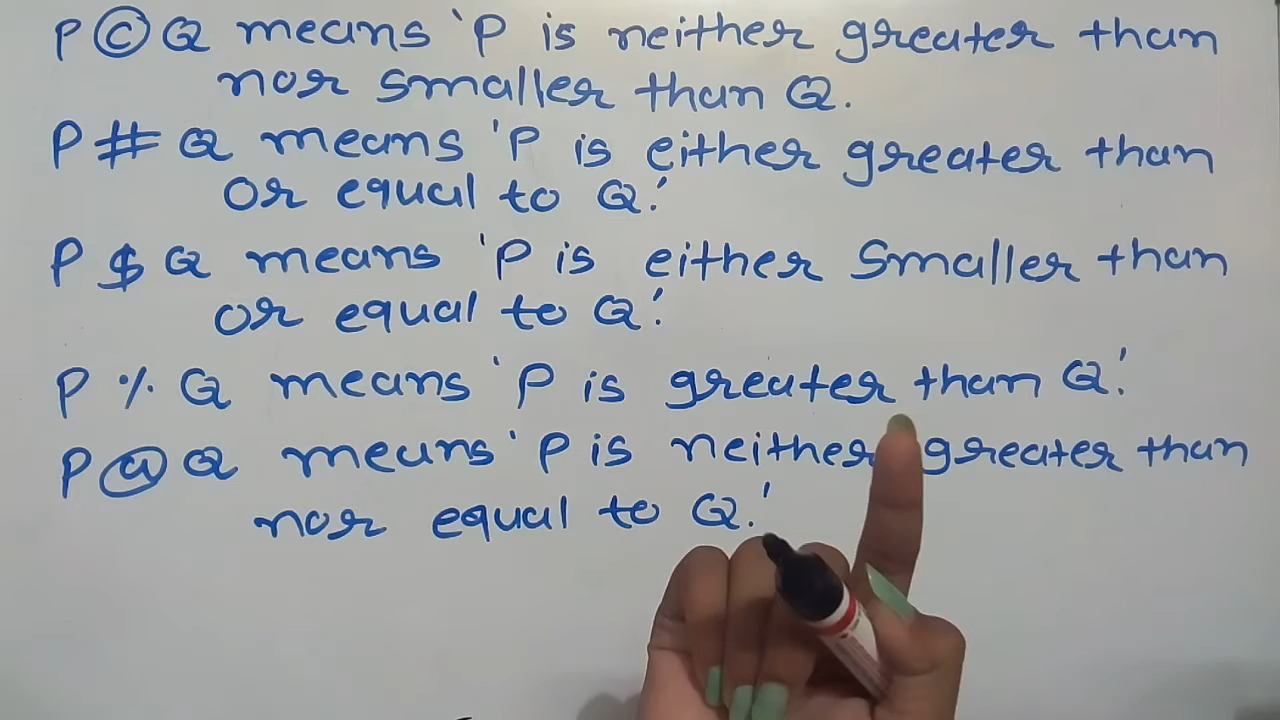 P © Q means 'P is neither greater than
nor smaller than Q.
P # Q means 'P is either greater than
or equal to Q.'
P $ Q means 'P is either smaller than
or equal to Q.'
P % Q means 'P is greater than Q.'
P @ Q means 'P is neither greater than
nor equal to Q.'